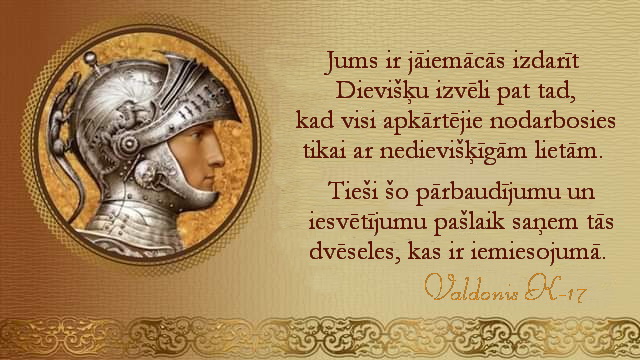 Jums ir jāiemācās izdarīt
Dievišķu izvēli pat tad,
kad visi apkārtējie nodarbosies
tikai ar nedievišķīgām lietām.
Tieši šo pārbaudījumu un
iesvētījumu pašlaik saņem tās
dvēseles, kas ir iemiesojumā.
Valdonis K-17